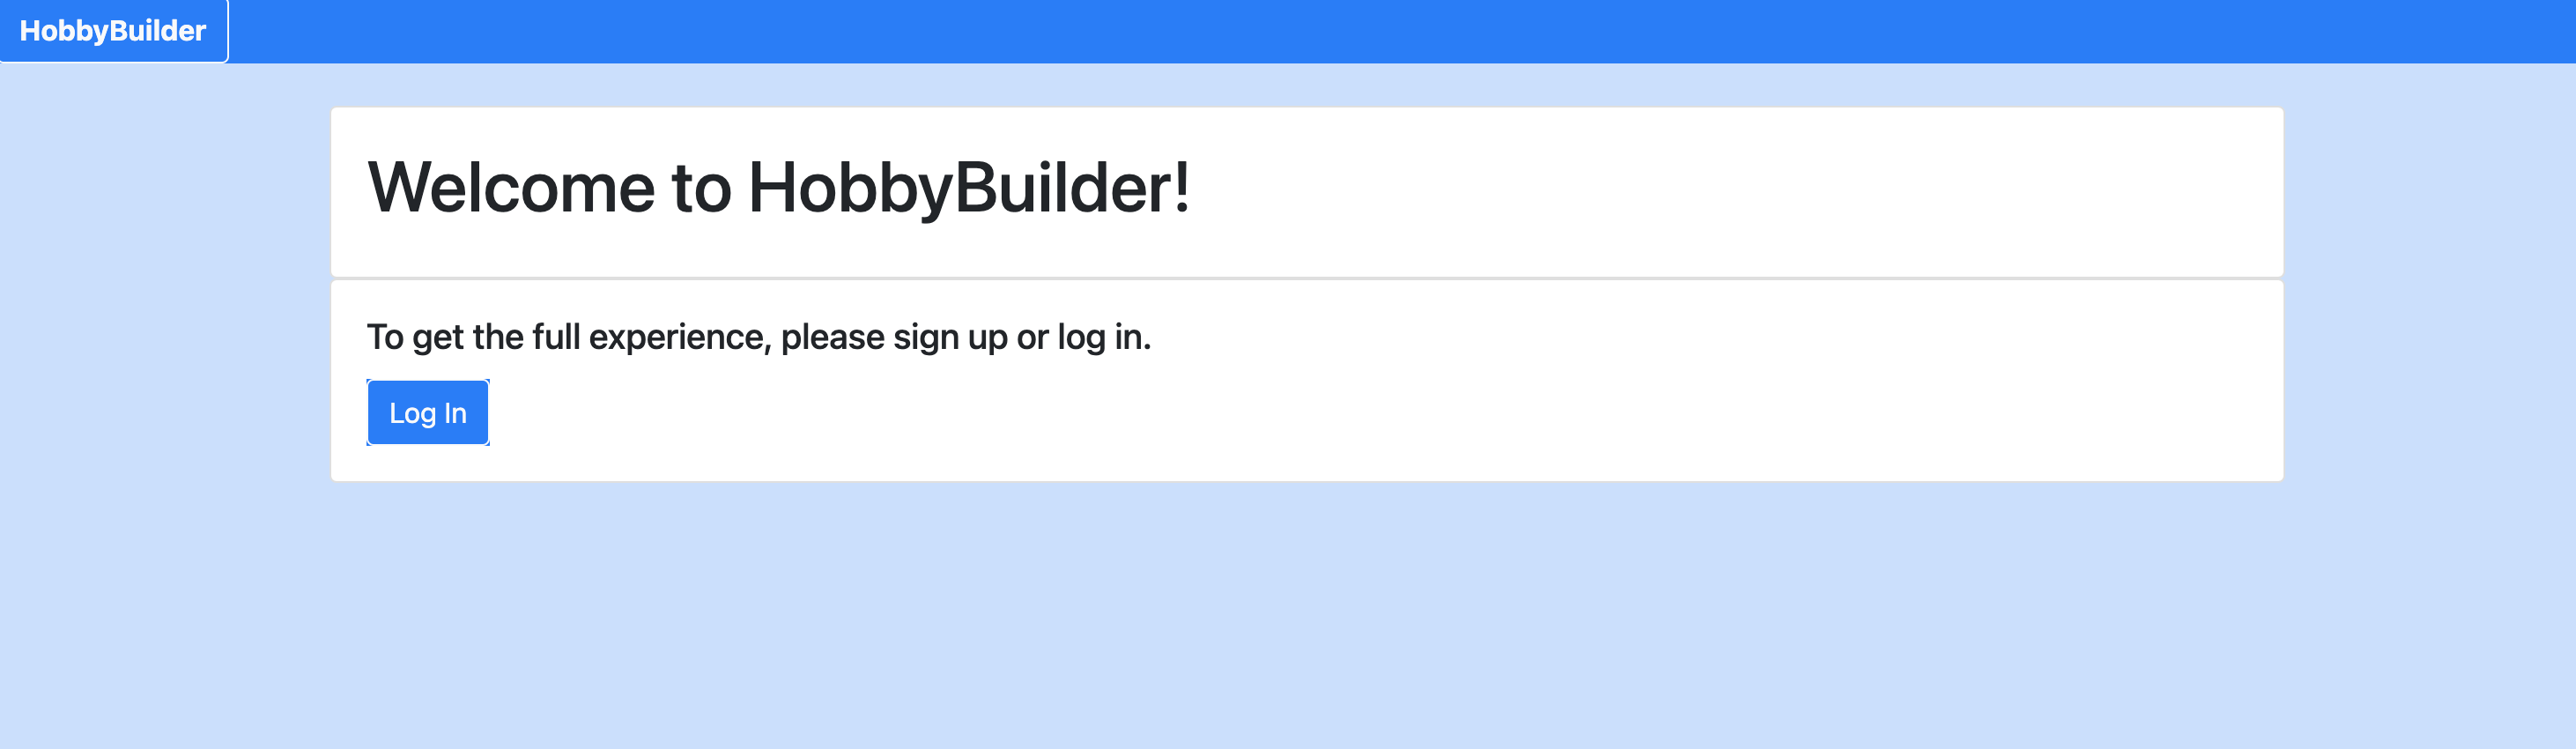 HobbyBuilder
Welcome to HobbyBuilder!
To get the full experience, please sign up or log in.
Log In